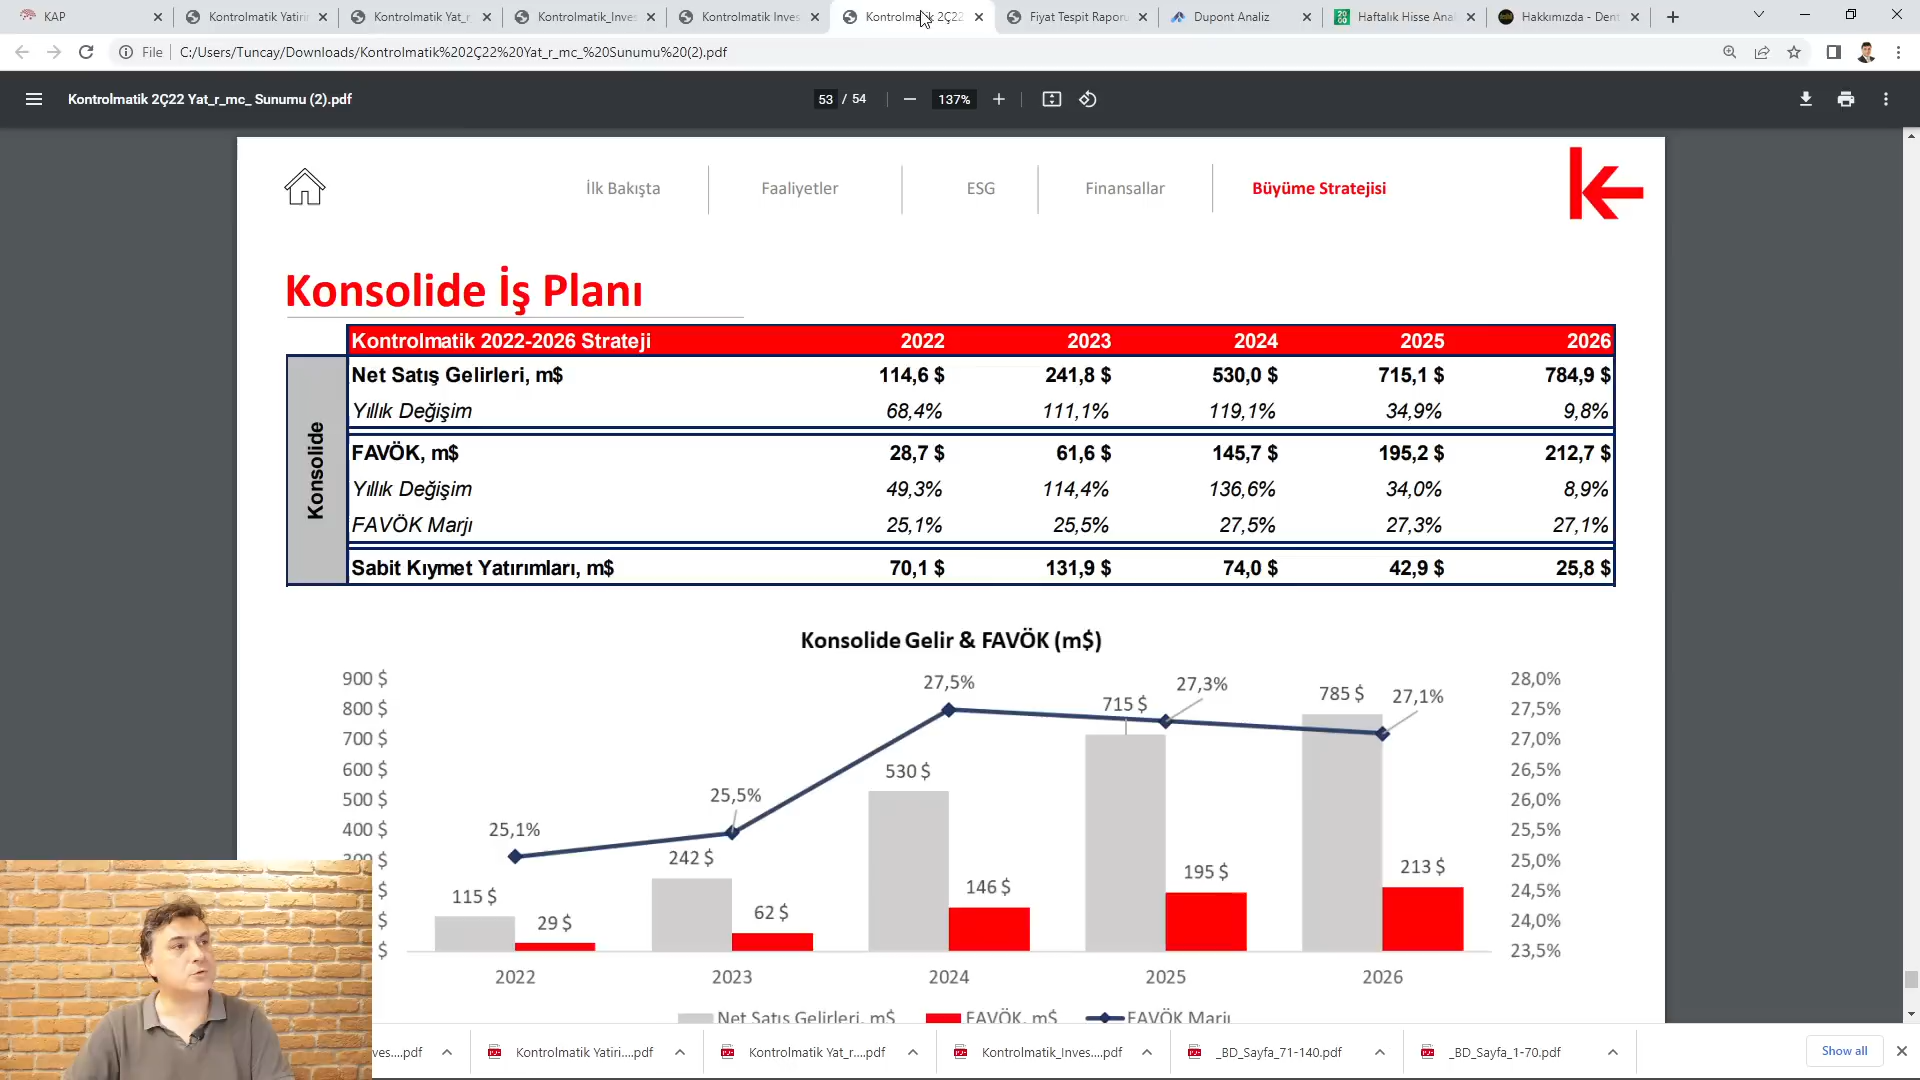 KAP
Kontrolmatik Yatirir
Kontrolmatik Yat_r
Kontrolmatik_Inves
Kontrolmatik Inves
Kontrolmatik 2Ç22
Fiyat Tespit Raporu
Dupont Analiz
Haftalık Hisse Anal
Hakkımızda - Dent
File
C:/Users/Tuncay/Downloads/Kontrolmatik%202Ç22%20Yat_r_mc_%20Sunumu%20(2).pdf
Kontrolmatik 2Ç22 Yat_r_mc_ Sunumu (2).pdf
53 / 54
137%
İlk Bakışta
Faaliyetler
ESG
Finansallar
Büyüme Stratejisi
Konsolide İş Planı
Kontrolmatik 2022-2026 Strateji 2022 2023 2024 2025 2026
Konsolide
Net Satış Gelirleri, m$ 114,6 $ 241,8 $ 530,0 $ 715,1 $ 784,9 $
Yıllık Değişim 68,4% 111,1% 119,1% 34,9% 9,8%
FAVÖK, m$ 28,7 $ 61,6 $ 145,7 $ 195,2 $ 212,7 $
Yıllık Değişim 49,3% 114,4% 136,6% 34,0% 8,9%
FAVÖK Marjı 25,1% 25,5% 27,5% 27,3% 27,1%
Sabit Kıymet Yatırımları, m$ 70,1 $ 131,9 $ 74,0 $ 42,9 $ 25,8 $
Konsolide Gelir & FAVÖK (m$)
900 $
800 $
700 $
600 $
500 $
400 $
300 $
$
$
$
25,1%
25,5%
27,5%
27,3%
27,1%
115 $
29 $
242 $
62 $
530 $
146 $
715 $
195 $
785 $
213 $
28,0%
27,5%
27,0%
26,5%
26,0%
25,5%
25,0%
24,5%
24,0%
23,5%
2022 2023 2024 2025 2026
Net Satış Gelirleri, m$ FAVÖK, m$ FAVÖK Marjı
ves....pdf
Kontrolmatik Yatiri....pdf
Kontrolmatik Yat_r....pdf
Kontrolmatik_Inves....pdf
_BD_Sayfa_71-140.pdf
_BD_Sayfa_1-70.pdf
Show all